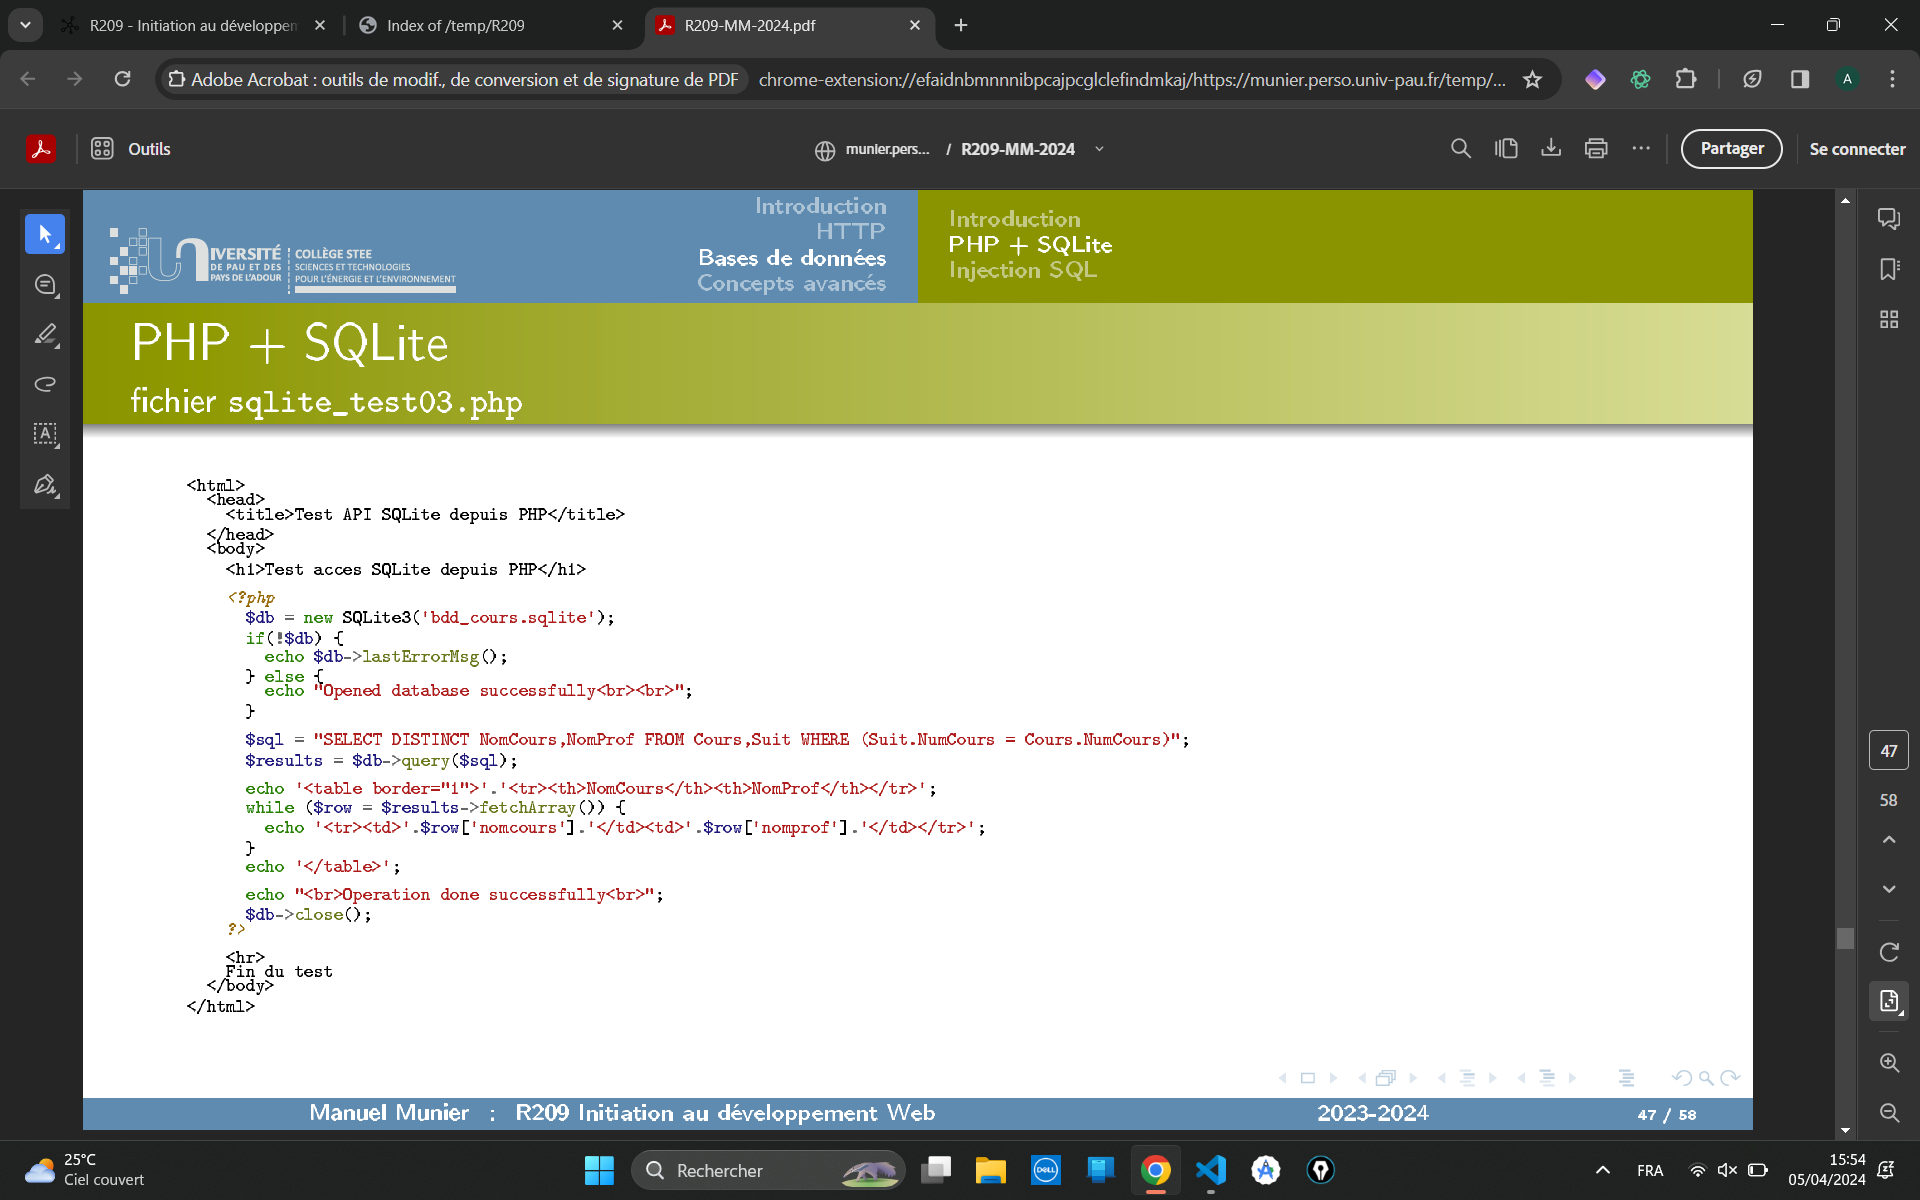 R209 - Initiation au développem
Index of /temp/R209
R209-MM-2024.pdf
Adobe Acrobat : outils de modif., de conversion et de signature de PDF
chrome-extension://efaidnbmnnnibpcajpcglclefindmkaj/https://munier.perso.univ-pau.fr/temp/...
A
Outils
munier.pers... / R209-MM-2024
Partager
Se connecter
UNIVERSITÉ
DE PAU ET DES
PAYS DE L'ADOUR
COLLÈGE STEE
SCIENCES ET TECHNOLOGIES
POUR L'ÉNERGIE ET L'ENVIRONNEMENT
Introduction
HTTP
Bases de données
Concepts avancés
Introduction
PHP + SQLite
Injection SQL
PHP + SQLite
fichier sqlite_test03.php
<html>
<head>
<title>Test API SQLite depuis PHP</title>
</head>
<body>
<h1>Test acces SQLite depuis PHP</h1>
<?php
$db = new SQLite3('bdd_cours.sqlite');
if(!$db) {
echo $db->lastErrorMsg();
} else {
echo "Opened database successfully<br><br>";
}
$sql = "SELECT DISTINCT NomCours,NomProf FROM Cours,Suit WHERE (Suit.NumCours = Cours.NumCours)";
$results = $db->query($sql);
echo '<table border="1">'.'<tr><th>NomCours</th><th>NomProf</th></tr>';
while ($row = $results->fetchArray()) {
echo '<tr><td>'.$row['nomcours'].'</td><td>'.$row['nomprof'].'</td></tr>';
}
echo '</table>';
echo "<br>Operation done successfully<br>";
$db->close();
?>
<hr>
Fin du test
</body>
</html>
Manuel Munier : R209 Initiation au développement Web
2023-2024
47 / 58
47
58
25°C
Ciel couvert
Rechercher
DELL
FRA
15:54
05/04/2024